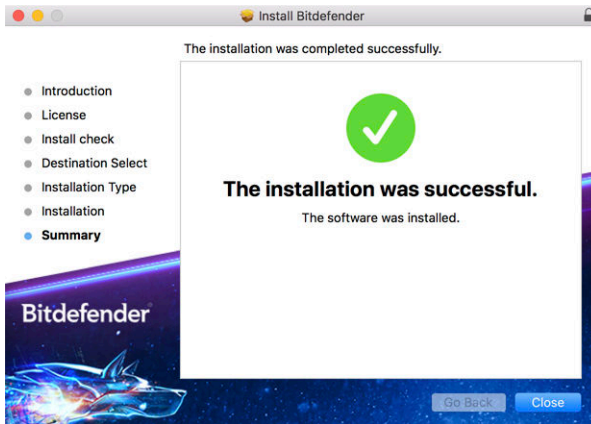 Install Bitdefender
The installation was completed successfully.
Introduction
License
Install check
Destination Select
Installation Type
Installation
Summary
The installation was successful.
The software was installed.
Bitdefender
Go Back
Close